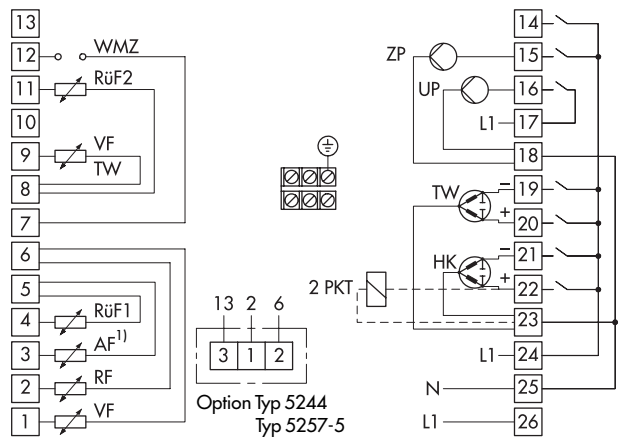 13
14
12
WMZ
ZP
15
11
RüF2
UP
16
10
L1
17
9
VF
TW
18
8
TW
−
19
7
+
20
6
HK
−
21
5
2 PKT
+
22
4
RüF1
13 2 6
23
3
AF1)
3 1 2
L1
24
2
RF
N
25
Option Typ 5244
Typ 5257-5
1
VF
L1
26